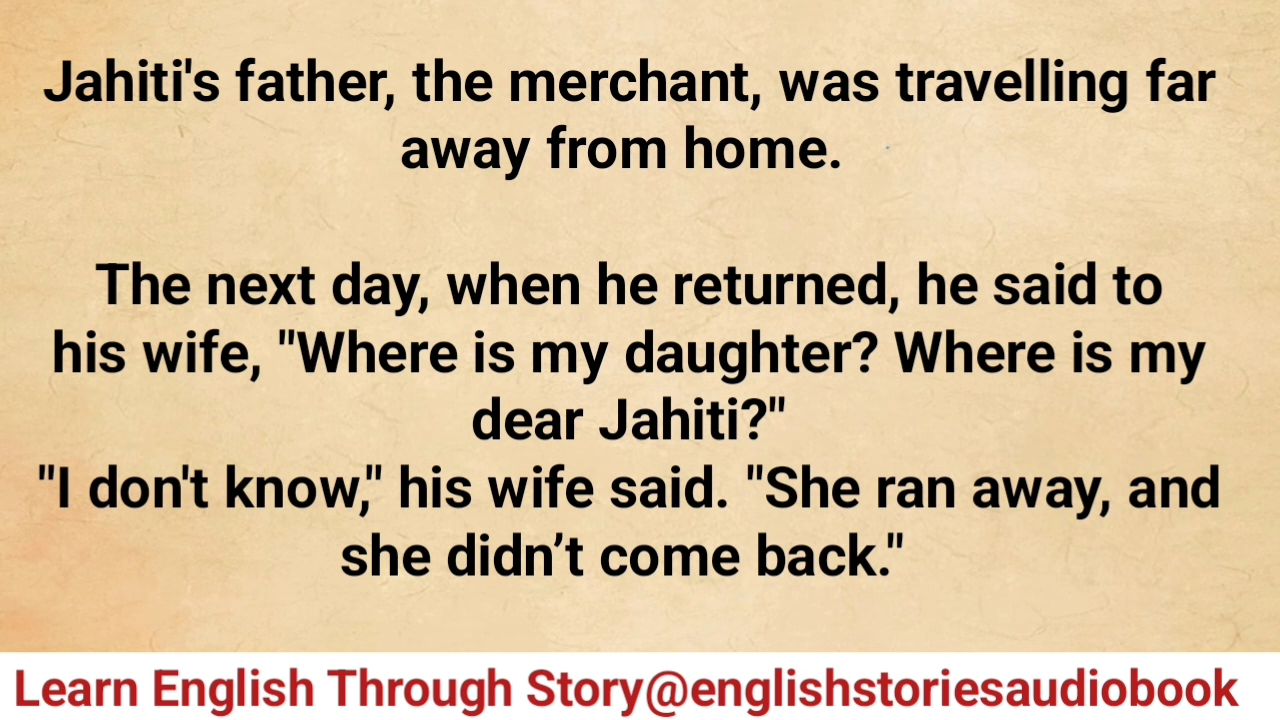 Jahiti's father, the merchant, was travelling far
away from home.
The next day, when he returned, he said to
his wife, "Where is my daughter? Where is my
dear Jahiti?"
"I don't know," his wife said. "She ran away, and
she didn’t come back."
Learn English Through Story@englishstoriesaudiobook